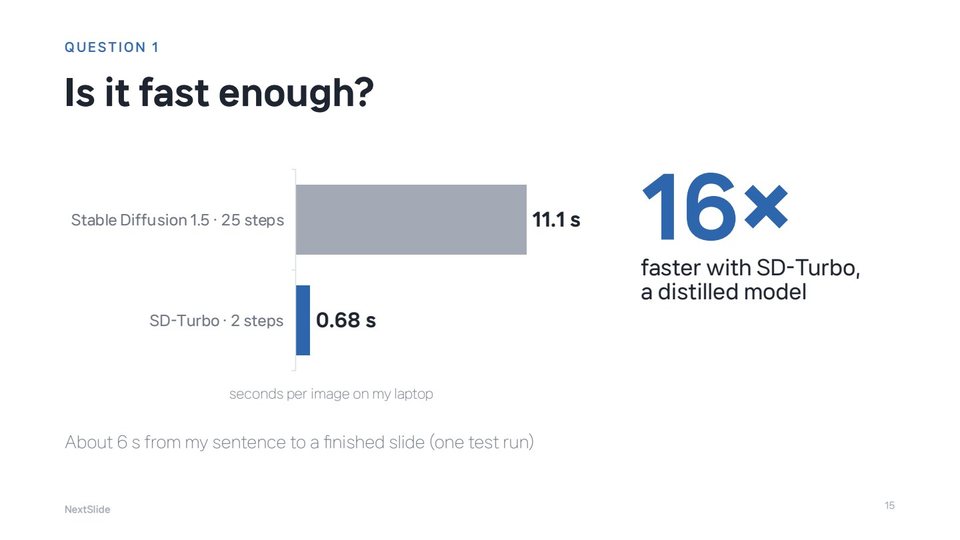 QUESTION 1
Is it fast enough?
Stable Diffusion 1.5 · 25 steps
11.1 s
SD-Turbo · 2 steps
0.68 s
seconds per image on my laptop
16×
faster with SD-Turbo,
a distilled model
About 6 s from my sentence to a finished slide (one test run)
NextSlide
15